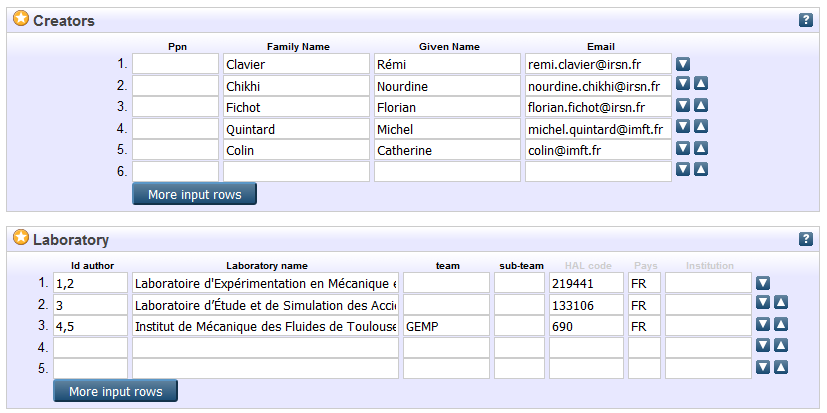 Creators ?
Ppn Family Name Given Name Email
1. Clavier Rémi remi.clavier@irsn.fr
2. Chikhi Nourdine nourdine.chikhi@irsn.fr
3. Fichot Florian florian.fichot@irsn.fr
4. Quintard Michel michel.quintard@imft.fr
5. Colin Catherine colin@imft.fr
6.
More input rows
Laboratory ?
Id author Laboratory name team sub-team HAL code Pays Institution
1. 1,2 Laboratoire d'Expérimentation en Mécanique 219441 FR
2. 3 Laboratoire d'Étude et de Simulation des Acci 133106 FR
3. 4,5 Institut de Mécanique des Fluides de Toulouse GEMP 690 FR
4.
5.
More input rows